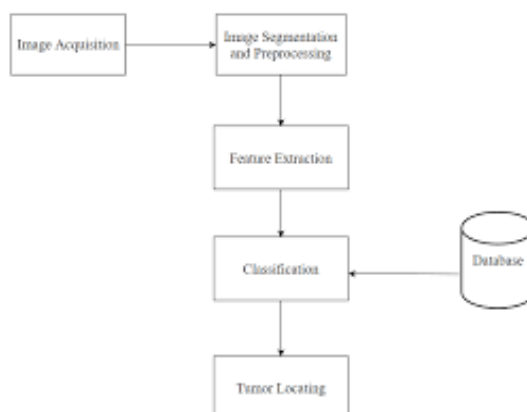 Image Acquisition
Image Segmentation
and Preprocessing
Feature Extraction
Classification
Database
Tumor Locating